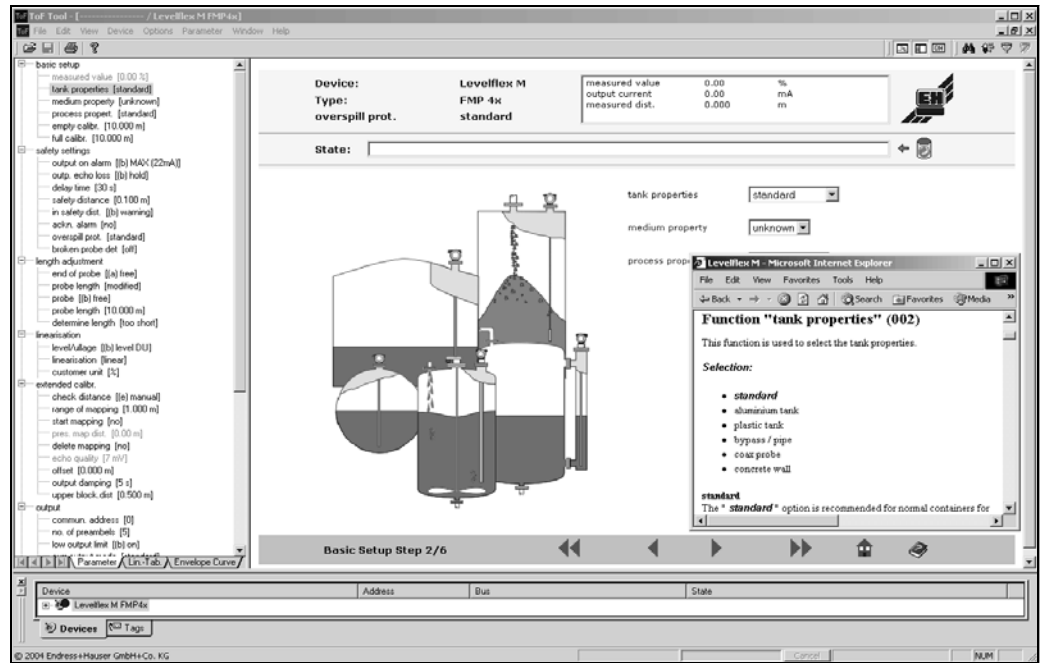 ToF Tool - [--------------- / Levelflex M FMP4x]
ToF File Edit View Device Options Parameter Window Help
basic setup
measured value [0.00 %]
tank properties [standard]
medium property [unknown]
process propert. [standard]
empty calibr. [10.000 m]
full calibr. [10.000 m]
safety settings
output on alarm [(b) MAX (22mA)]
outp. echo loss [(b) hold]
delay time [30 s]
safety distance [0.100 m]
in safety dist. [(b) warning]
ackn. alarm [no]
overspill prot. [standard]
broken probe det [off]
length adjustment
end of probe [(a) free]
probe length [modified]
probe [(b) free]
probe length [10.000 m]
determine length [too short]
linearisation
level/ullage [(b) level DU]
linearisation [linear]
customer unit [%]
extended calibr.
check distance [(e) manual]
range of mapping [1.000 m]
start mapping [no]
pres. map dist. [0.00 m]
delete mapping [no]
echo quality [7 mV]
offset [0.000 m]
output damping [5 s]
upper block.dist [0.500 m]
output
commun. address [0]
no. of preambels [5]
low output limit [(b) on]
Parameter Lin.-Tab. Envelope Curve
Device: Levelflex M
Type: FMP 4x
overspill prot. standard
measured value 0.00 %
output current 0.00 mA
measured dist. 0.000 m
EH
State:
tank properties standard
medium property unknown
process prop
Levelflex M - Microsoft Internet Explorer
File Edit View Favorites Tools Help
Back Search Favorites Media »
Function "tank properties" (002)
This function is used to select the tank properties.
Selection:
• standard
• aluminium tank
• plastic tank
• bypass / pipe
• coax probe
• concrete wall
standard
The " standard" option is recommended for normal containers for
Basic Setup Step 2/6
Device Address Bus State
Levelflex M FMP4x
Devices Tags
© 2004 Endress+Hauser GmbH+Co. KG Cancel NUM